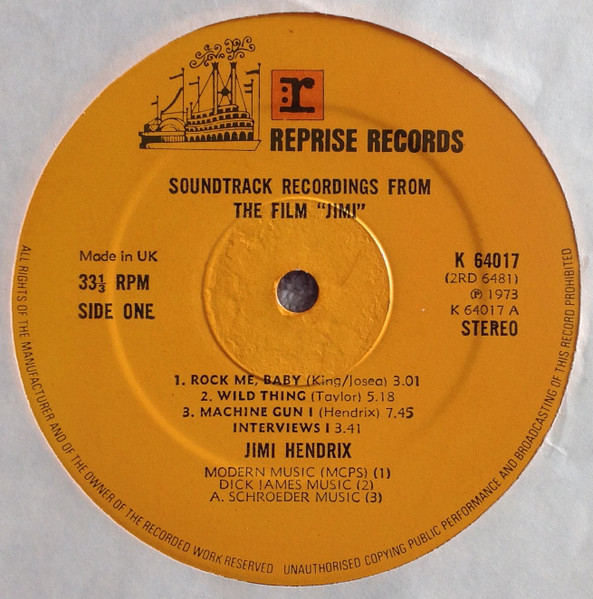 r
REPRISE RECORDS
SOUNDTRACK RECORDINGS FROM
THE FILM "JIMI"
Made in UK
33⅓ RPM
SIDE ONE
K 64017
(2RD 6481)
℗ 1973
K 64017 A
STEREO
1. ROCK ME, BABY (King/Josea) 3.01
2. WILD THING (Taylor) 5.18
3. MACHINE GUN I (Hendrix) 7.45
INTERVIEWS I 3.41
JIMI HENDRIX
MODERN MUSIC (MCPS) (1)
DICK JAMES MUSIC (2)
A. SCHROEDER MUSIC (3)
ALL RIGHTS OF THE MANUFACTURER AND OF THE OWNER OF THE RECORDED WORK RESERVED UNAUTHORISED COPYING PUBLIC PERFORMANCE AND BROADCASTING OF THIS RECORD PROHIBITED